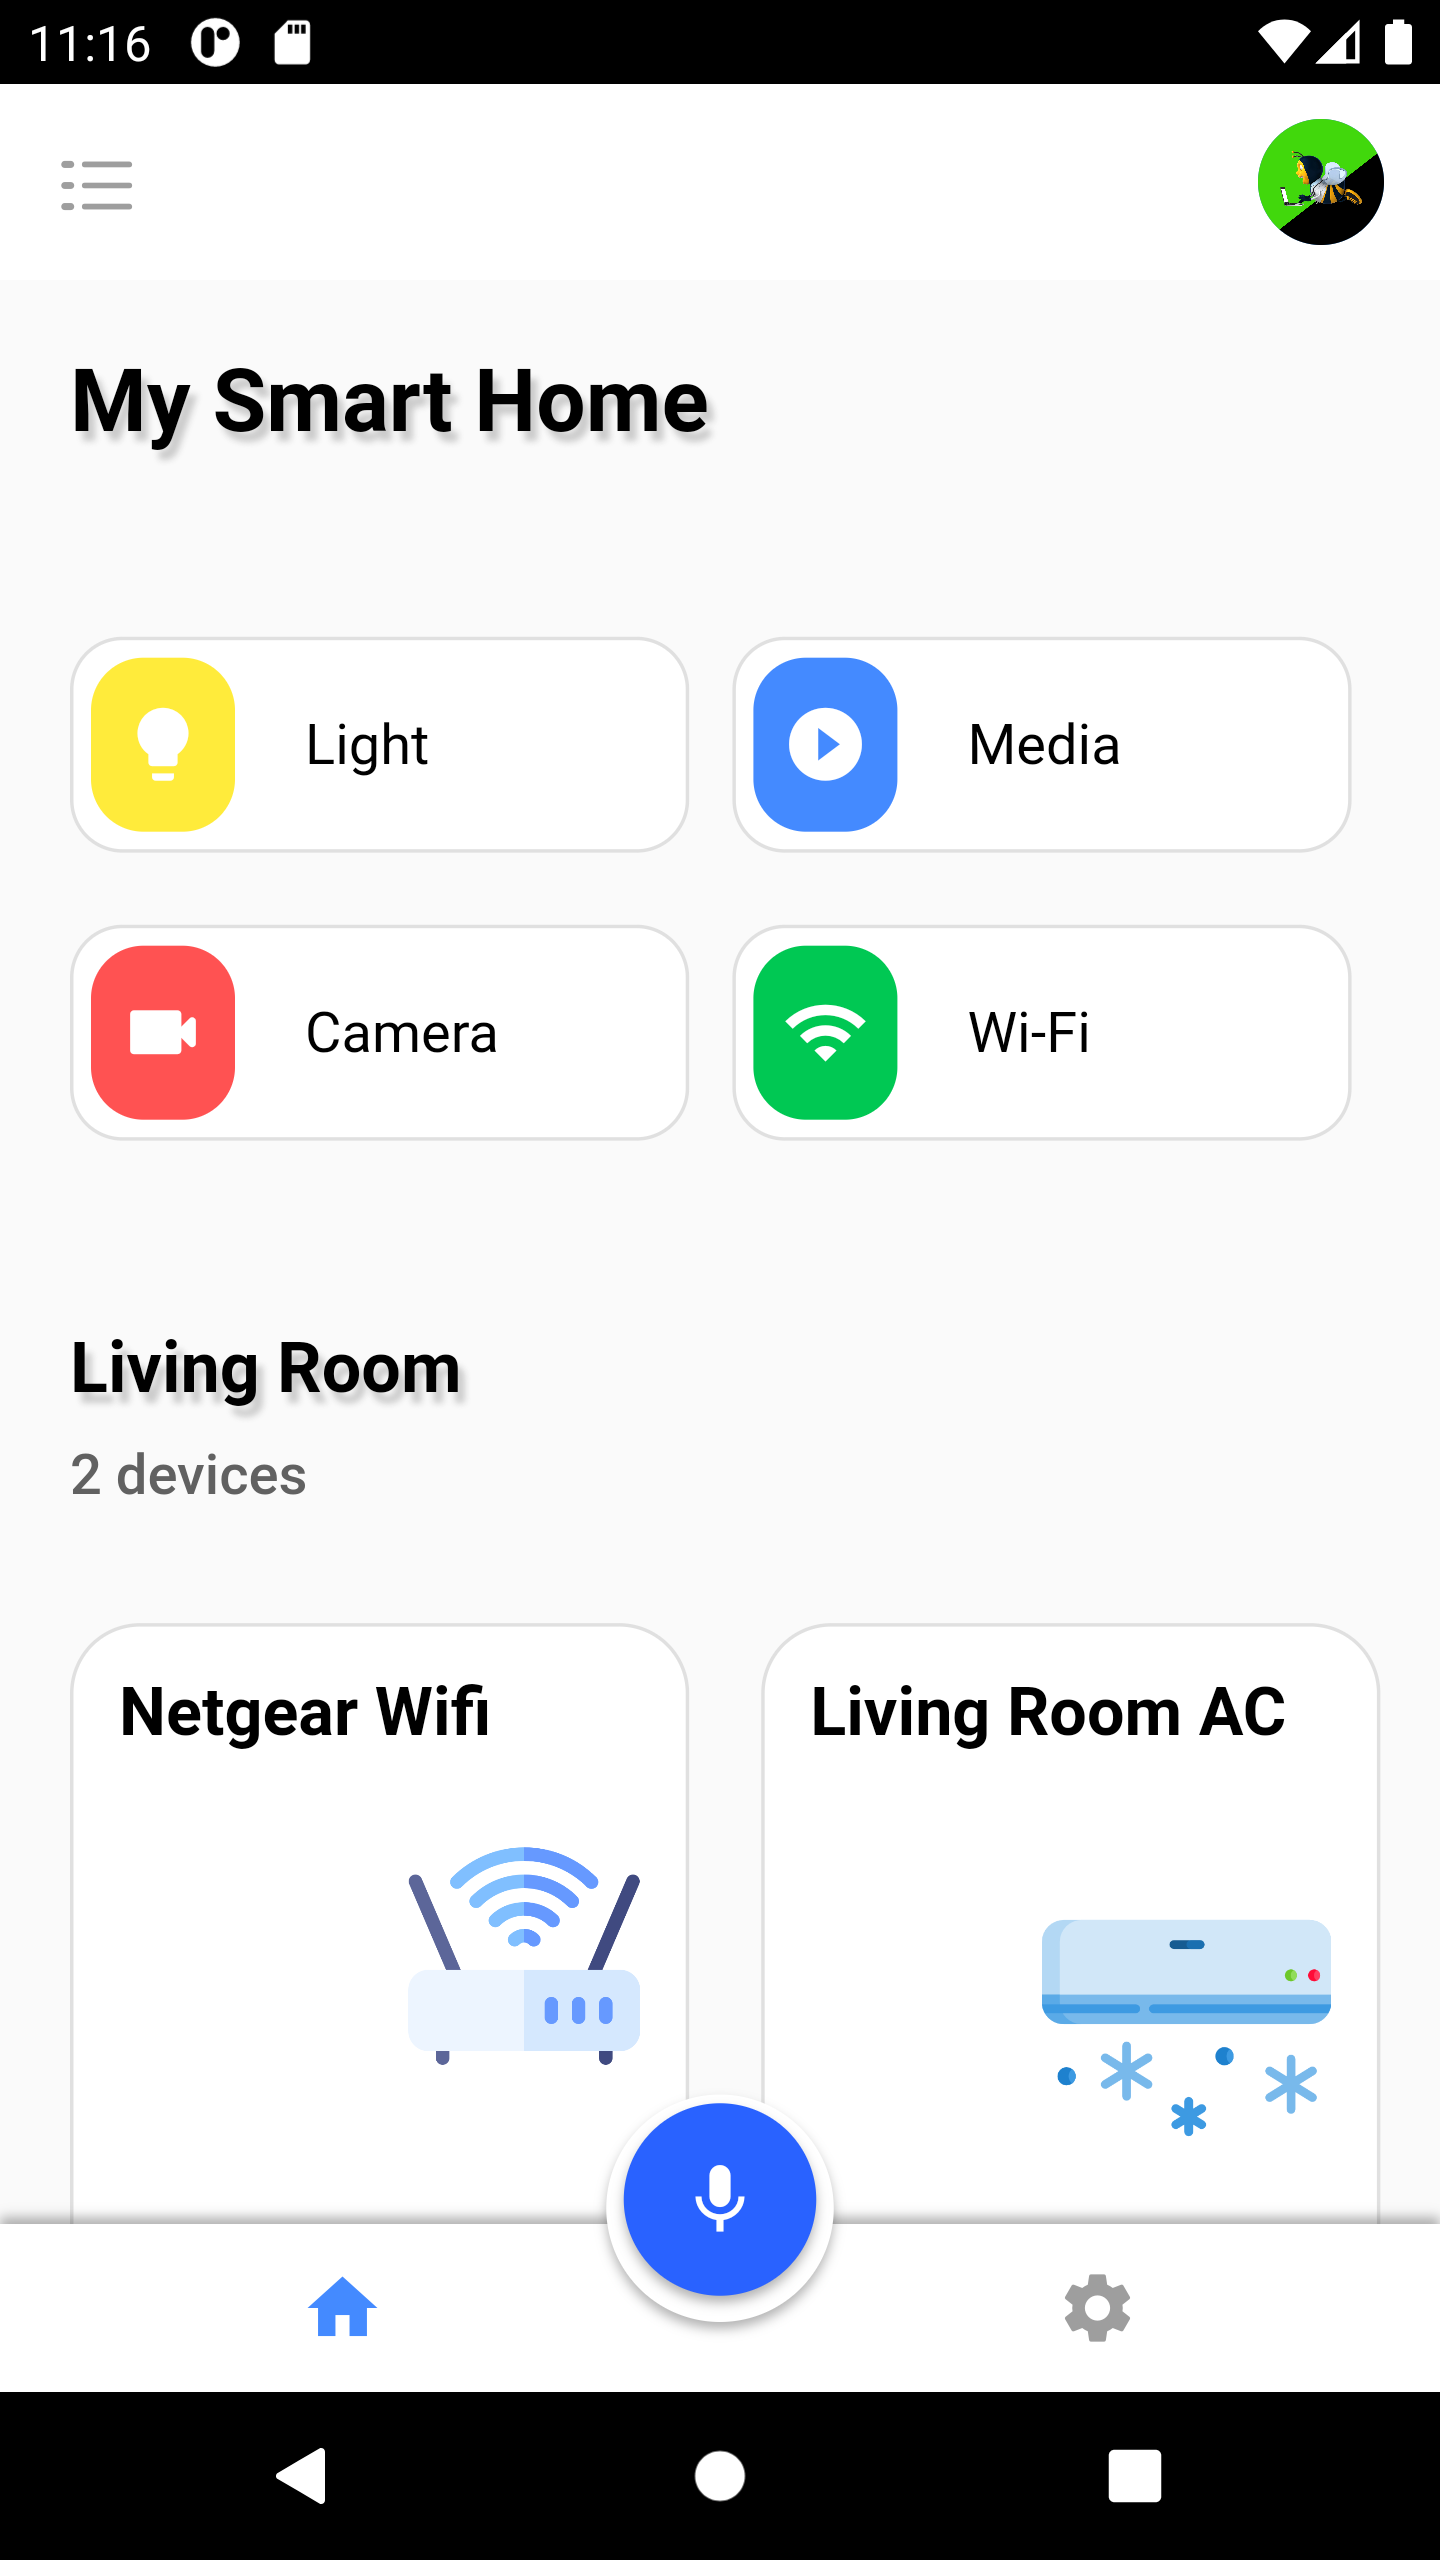 11:16
My Smart Home
Light
Media
Camera
Wi-Fi
Living Room
2 devices
Netgear Wifi
Living Room AC